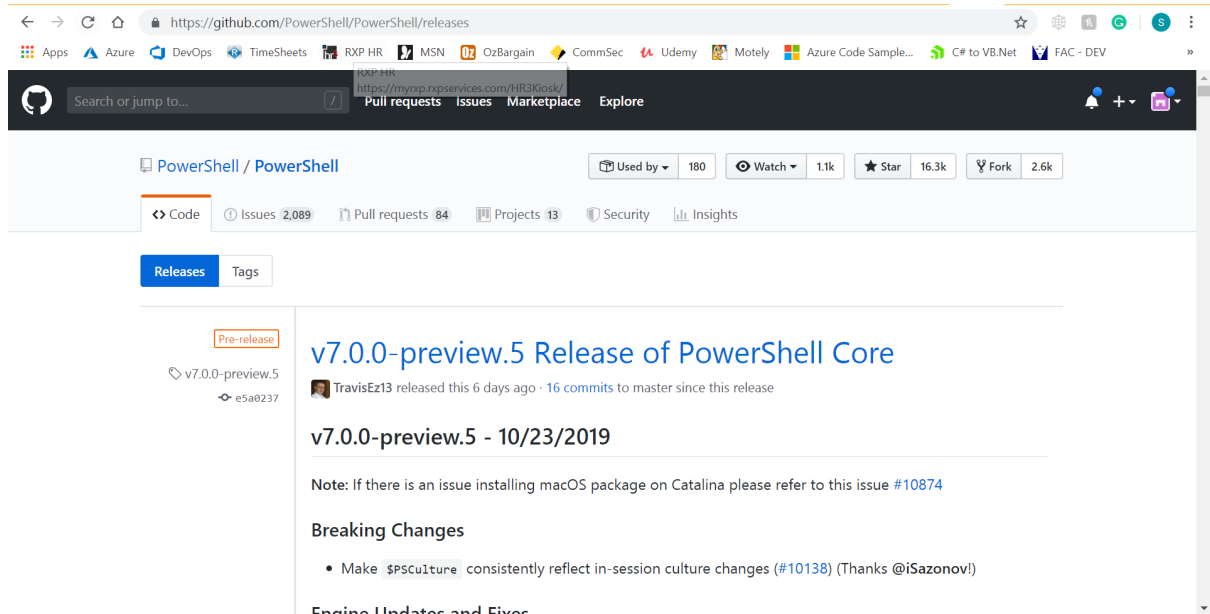 https://github.com/PowerShell/PowerShell/releases
Apps Azure DevOps TimeSheets RXP HR MSN OzBargain CommSec Udemy Motely Azure Code Sample... C# to VB.Net FAC - DEV »
RXP HR
https://myrxp.rxpservices.com/HR3Kiosk/
Search or jump to... / Pull requests Issues Marketplace Explore
PowerShell / PowerShell Used by 180 Watch 1.1k Star 16.3k Fork 2.6k
Code Issues 2,089 Pull requests 84 Projects 13 Security Insights
Releases Tags
Pre-release
v7.0.0-preview.5
e5a0237
v7.0.0-preview.5 Release of PowerShell Core
TravisEz13 released this 6 days ago · 16 commits to master since this release
v7.0.0-preview.5 - 10/23/2019
Note: If there is an issue installing macOS package on Catalina please refer to this issue #10874
Breaking Changes
• Make $PSCulture consistently reflect in-session culture changes (#10138) (Thanks @iSazonov!)
Engine Updates and Fixes